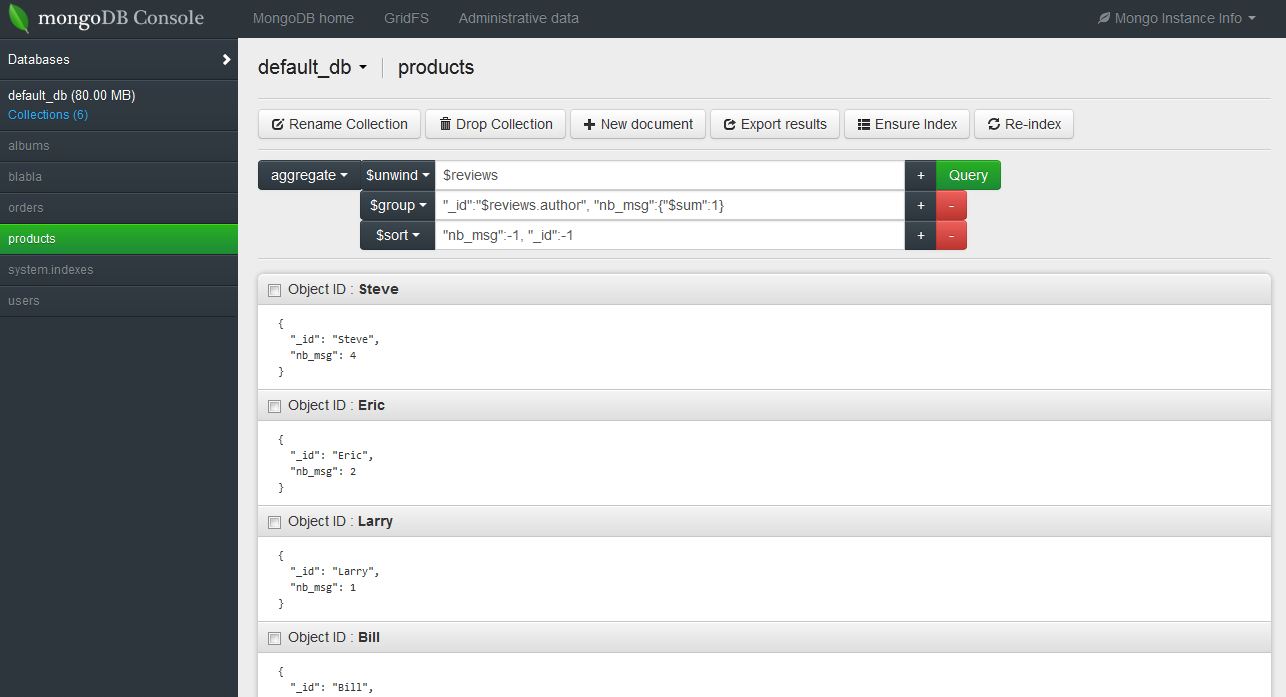 mongoDB Console MongoDB home GridFS Administrative data Mongo Instance Info
Databases
default_db (80.00 MB)
Collections (6)
albums
blabla
orders
products
system.indexes
users
default_db products
Rename Collection Drop Collection New document Export results Ensure Index Re-index
aggregate $unwind $reviews + Query
$group "_id":"$reviews.author", "nb_msg":{"$sum":1} + -
$sort "nb_msg":-1, "_id":-1 + -
Object ID : Steve
{
"_id": "Steve",
"nb_msg": 4
}
Object ID : Eric
{
"_id": "Eric",
"nb_msg": 2
}
Object ID : Larry
{
"_id": "Larry",
"nb_msg": 1
}
Object ID : Bill
{
"_id": "Bill",